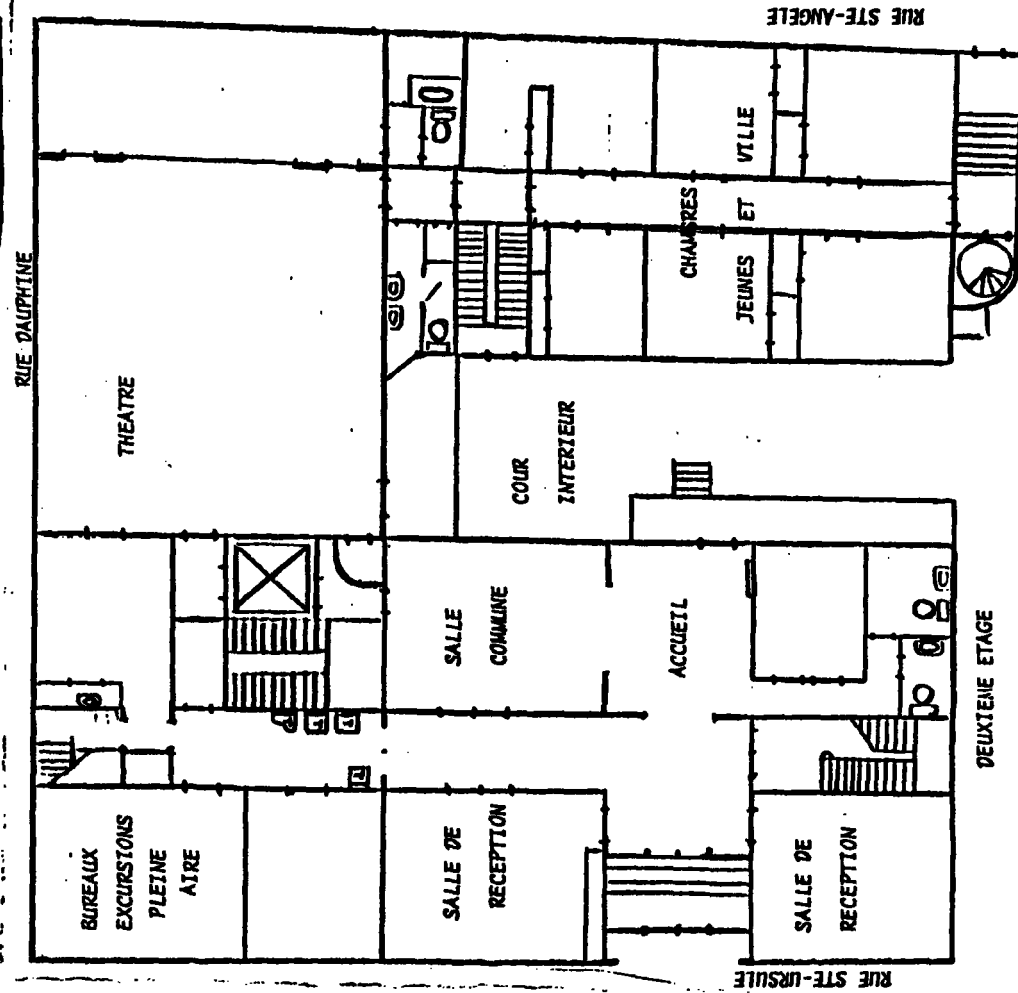 RUE STE-ANGELE
RUE DAUPHINE
THEATRE
CHAMBRES
JEUNES ET VILLE
COUR
INTERIEUR
SALLE
COMMUNE
ACCUEIL
DEUXIEME ETAGE
BUREAUX
EXCURSIONS
PLEINE
AIRE
SALLE DE
RECEPTION
SALLE DE
RECEPTION
RUE STE-URSULE